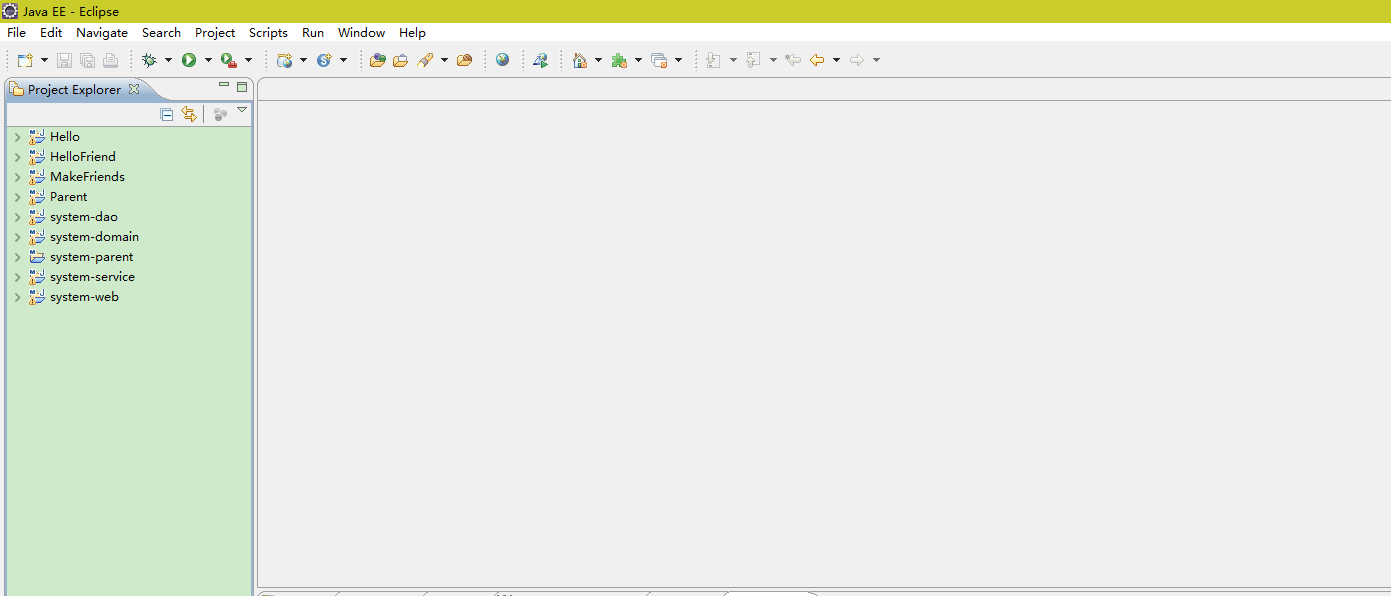 Java EE - Eclipse
File Edit Navigate Search Project Scripts Run Window Help
Project Explorer
Hello
HelloFriend
MakeFriends
Parent
system-dao
system-domain
system-parent
system-service
system-web